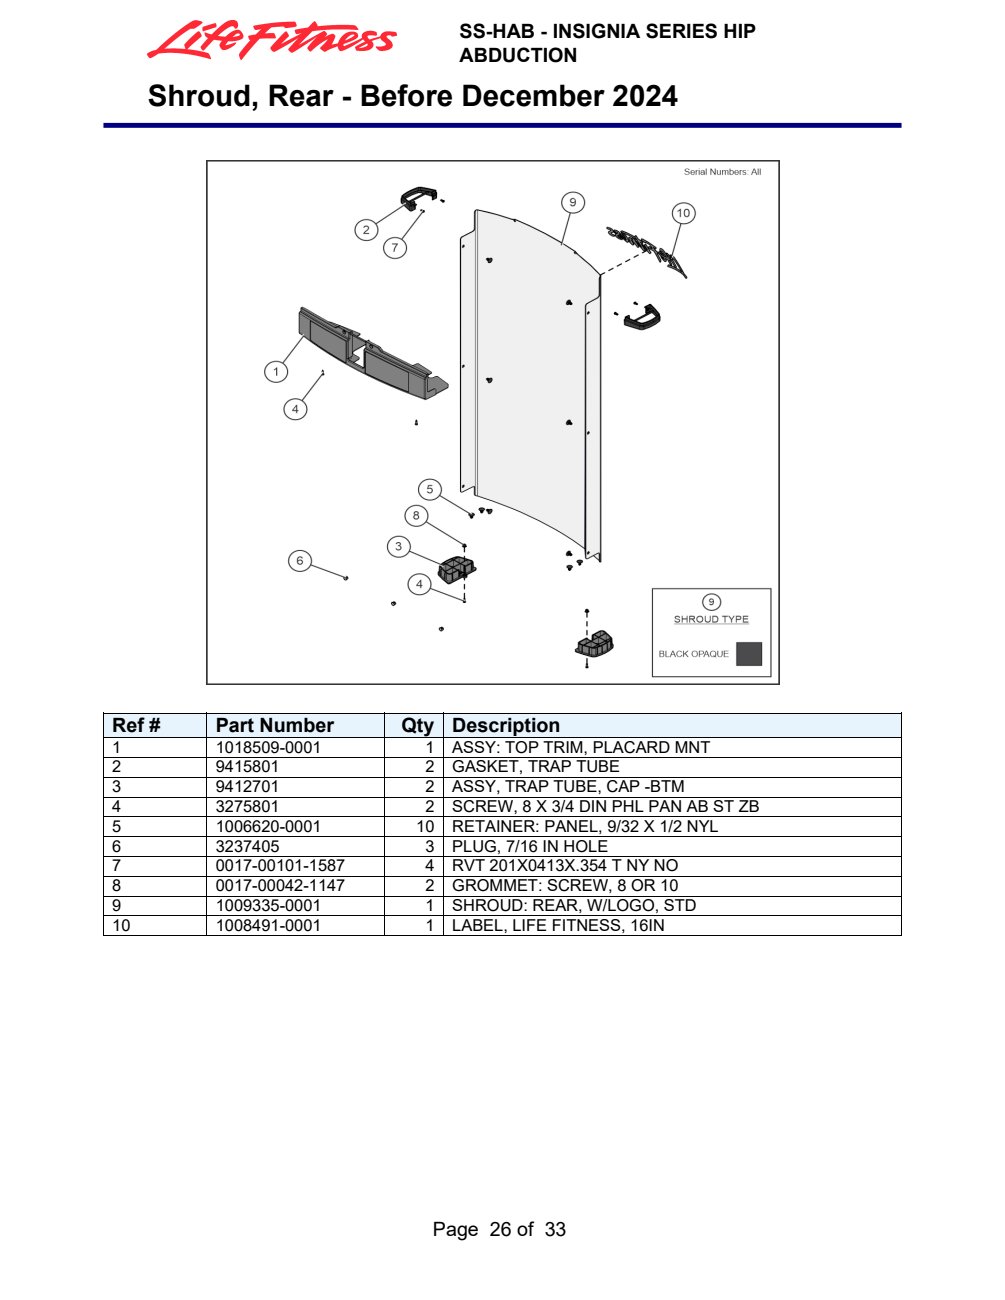 Life Fitness
SS-HAB - INSIGNIA SERIES HIP
ABDUCTION
Shroud, Rear - Before December 2024
Serial Numbers: All
2
7
9
10
1
4
5
8
3
6
4
9
SHROUD TYPE
BLACK OPAQUE
Ref # Part Number Qty Description
1 1018509-0001 1 ASSY: TOP TRIM, PLACARD MNT
2 9415801 2 GASKET, TRAP TUBE
3 9412701 2 ASSY, TRAP TUBE, CAP -BTM
4 3275801 2 SCREW, 8 X 3/4 DIN PHL PAN AB ST ZB
5 1006620-0001 10 RETAINER: PANEL, 9/32 X 1/2 NYL
6 3237405 3 PLUG, 7/16 IN HOLE
7 0017-00101-1587 4 RVT 201X0413X.354 T NY NO
8 0017-00042-1147 2 GROMMET: SCREW, 8 OR 10
9 1009335-0001 1 SHROUD: REAR, W/LOGO, STD
10 1008491-0001 1 LABEL, LIFE FITNESS, 16IN
Page 26 of 33